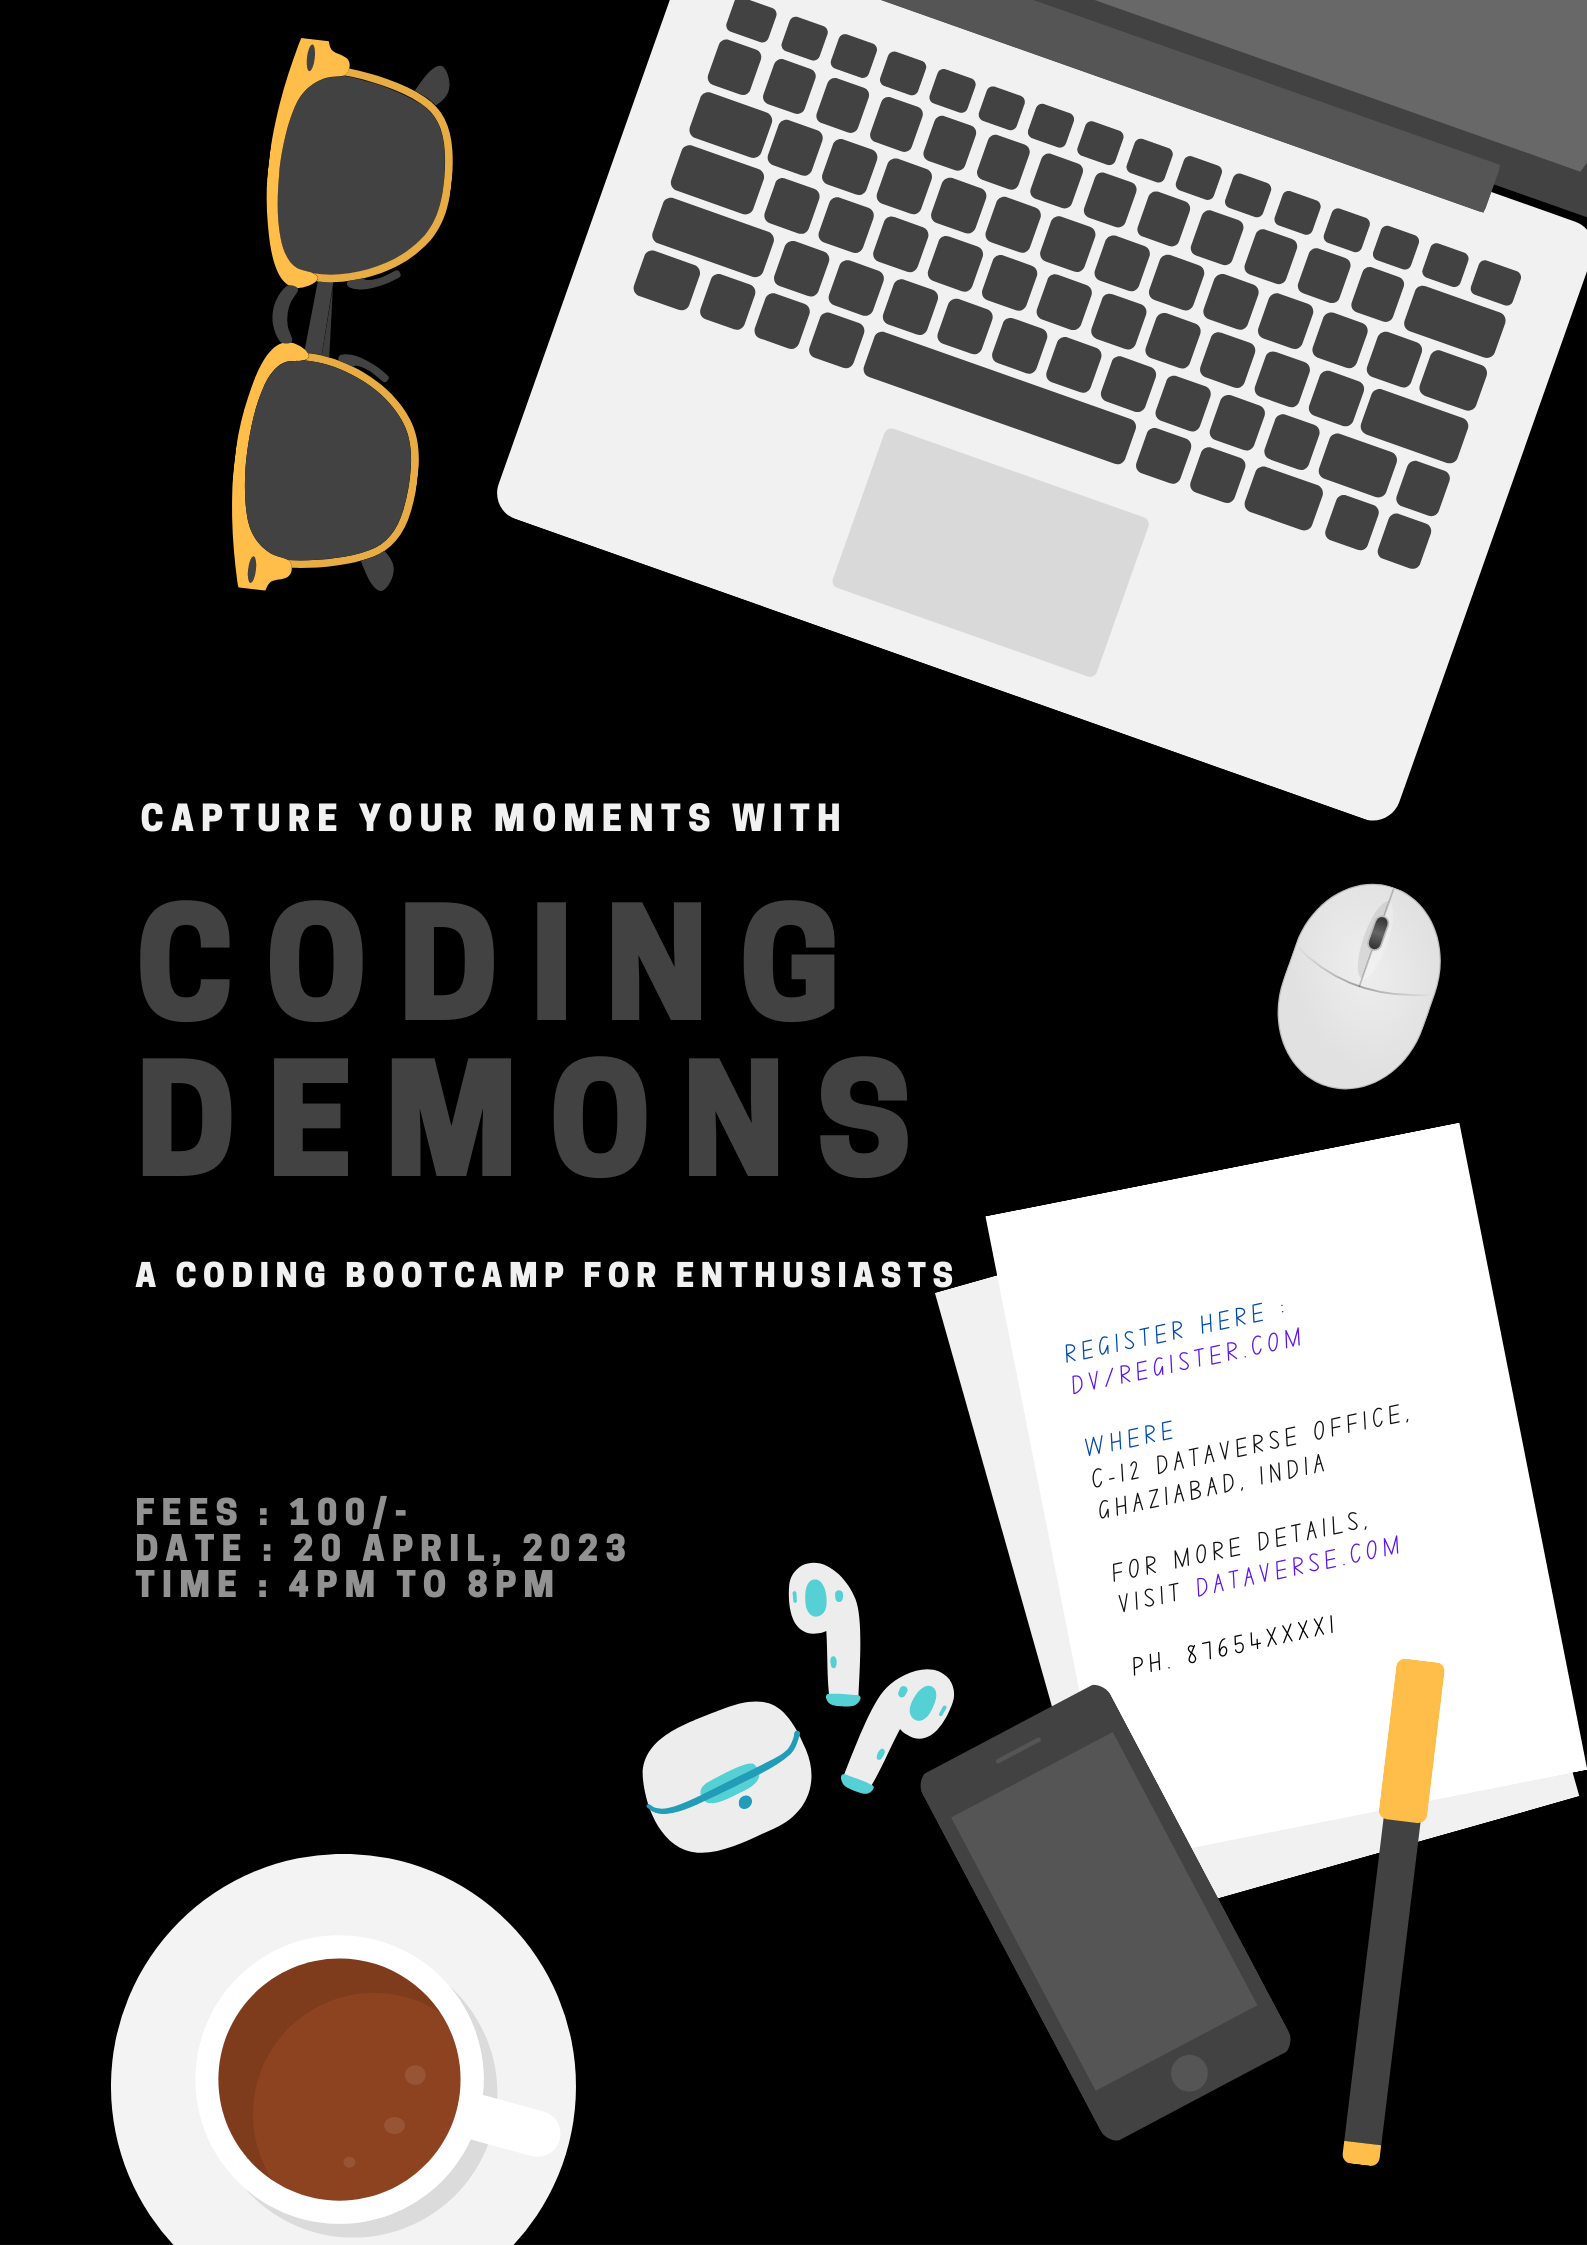 CAPTURE YOUR MOMENTS WITH
CODING
DEMONS
A CODING BOOTCAMP FOR ENTHUSIASTS
REGISTER HERE :
DV/REGISTER.COM
WHERE
C-12 DATAVERSE OFFICE,
GHAZIABAD, INDIA
FOR MORE DETAILS,
VISIT DATAVERSE.COM
PH. 87654XXXX1
FEES : 100/-
DATE : 20 APRIL, 2023
TIME : 4PM TO 8PM